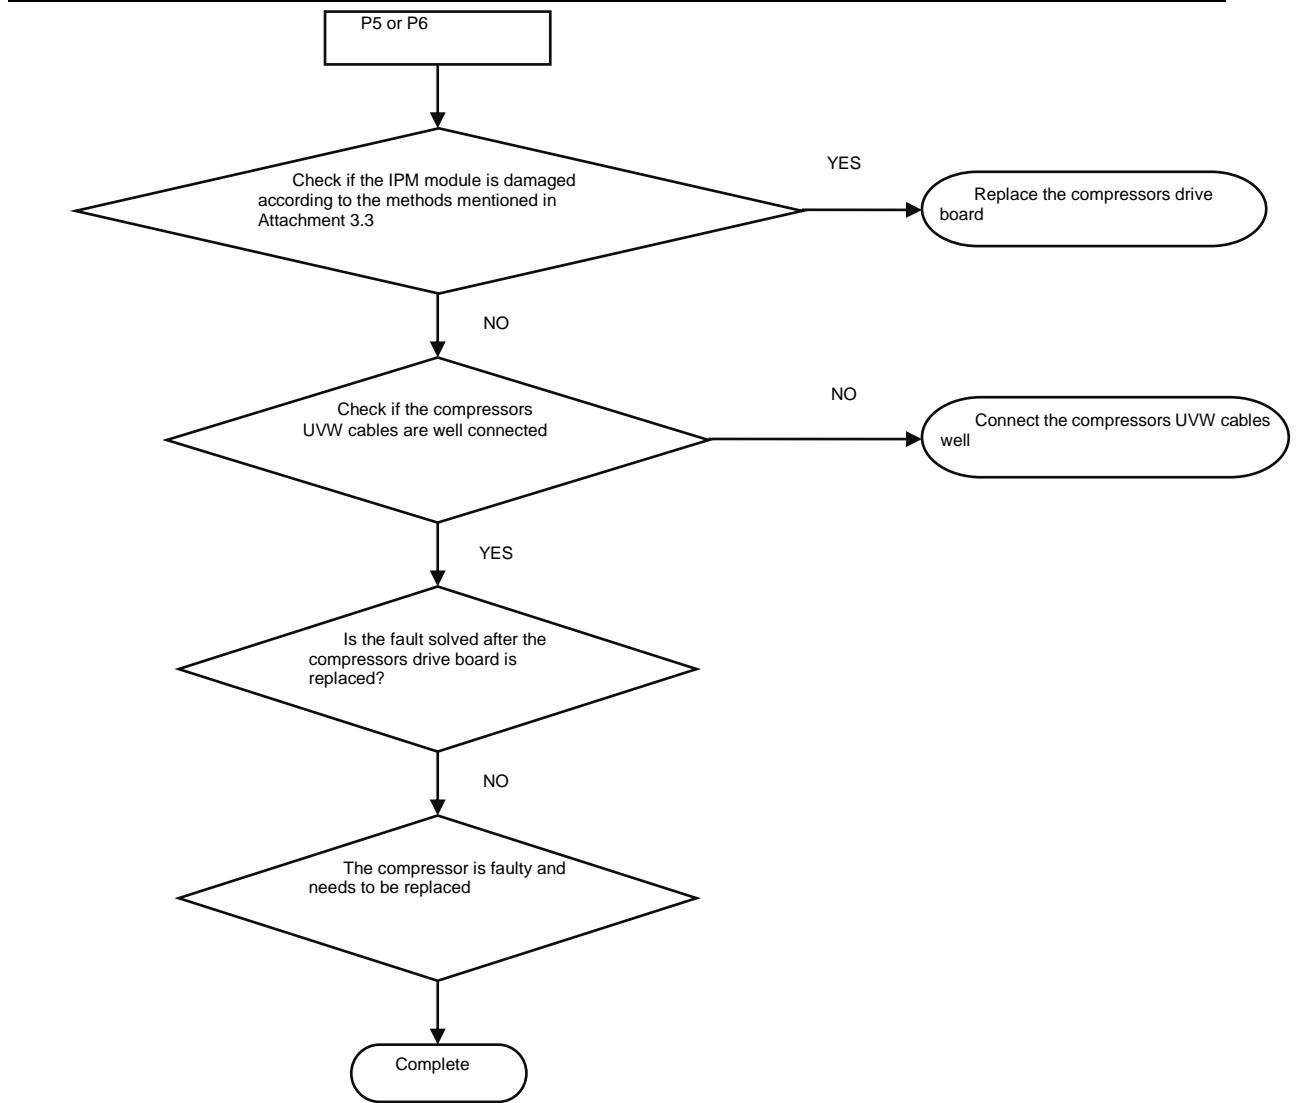 P5 or P6
Check if the IPM module is damaged
according to the methods mentioned in
Attachment 3.3
YES
Replace the compressors drive
board
NO
Check if the compressors
UVW cables are well connected
NO
Connect the compressors UVW cables
well
YES
Is the fault solved after the
compressors drive board is
replaced?
NO
The compressor is faulty and
needs to be replaced
Complete